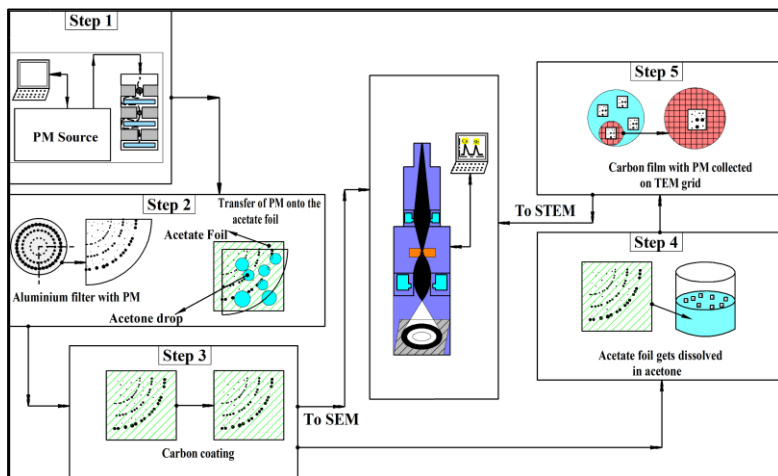 Step 1
PM Source
Step 2
Transfer of PM onto the
acetate foil
Acetate Foil
Aluminium filter with PM
Acetone drop
Step 3
Carbon coating
To SEM
To STEM
Step 5
Carbon film with PM collected
on TEM grid
Step 4
Acetate foil gets dissolved
in acetone